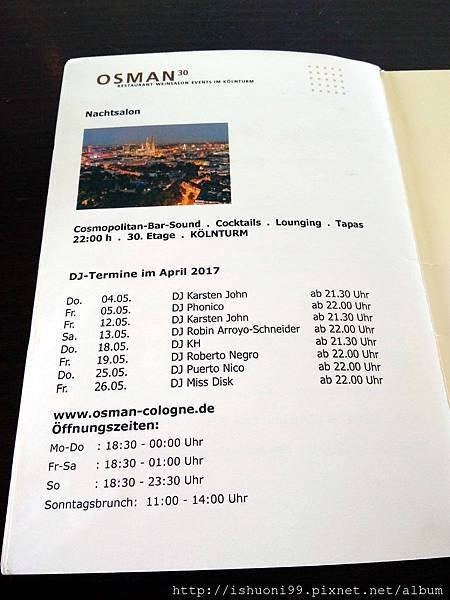 OSMAN30
RESTAURANT WEINSALON EVENTS IM KÖLNTURM
Nachtsalon
Cosmopolitan-Bar-Sound . Cocktails . Lounging . Tapas
22:00 h . 30. Etage . KÖLNTURM
DJ-Termine im April 2017
Do. 04.05. DJ Karsten John ab 21.30 Uhr
Fr. 05.05. DJ Phonico ab 22.00 Uhr
Fr. 12.05. DJ Karsten John ab 21.30 Uhr
Sa. 13.05. DJ Robin Arroyo-Schneider ab 22.00 Uhr
Do. 18.05. DJ KH ab 21.30 Uhr
Fr. 19.05. DJ Roberto Negro ab 22.00 Uhr
Do. 25.05. DJ Puerto Nico ab 22.00 Uhr
Fr. 26.05. DJ Miss Disk ab 22.00 Uhr
www.osman-cologne.de
Öffnungszeiten:
Mo-Do : 18:30 - 00:00 Uhr
Fr-Sa : 18:30 - 01:00 Uhr
So : 18:30 - 23:30 Uhr
Sonntagsbrunch: 11:00 - 14:00 Uhr
http://ishuoni99.pixnet.net/album